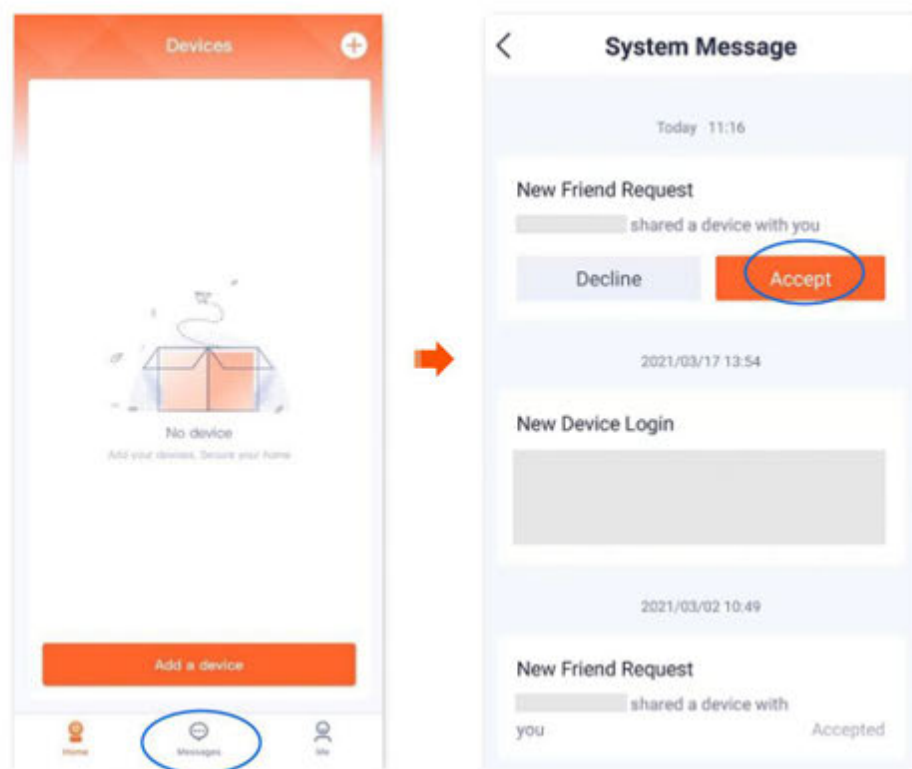 Devices
No device
Add your devices, Secure your home
Add a device
Home
Messages
Me
System Message
Today 11:16
New Friend Request
shared a device with you
Decline
Accept
2021/03/17 13:54
New Device Login
2021/03/02 10:49
New Friend Request
shared a device with
you
Accepted